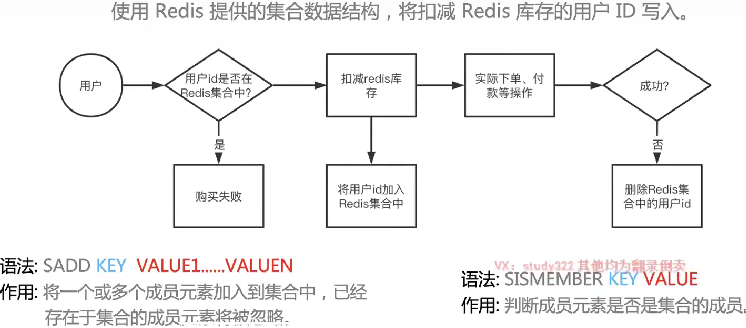 使用 Redis 提供的集合数据结构，将扣减 Redis 库存的用户 ID 写入。
用户
用户id是否在
Redis集合中?
扣减redis库
存
实际下单、付
款等操作
成功?
是
否
购买失败
将用户id加入
Redis集合中
删除Redis集
合中的用户id
VX：study322 其他均为翻录倒卖
语法: SADD KEY VALUE1......VALUEN
作用: 将一个或多个成员元素加入到集合中，已经
存在于集合的成员元素将被忽略。
语法: SISMEMBER KEY VALUE
作用: 判断成员元素是否是集合的成员。